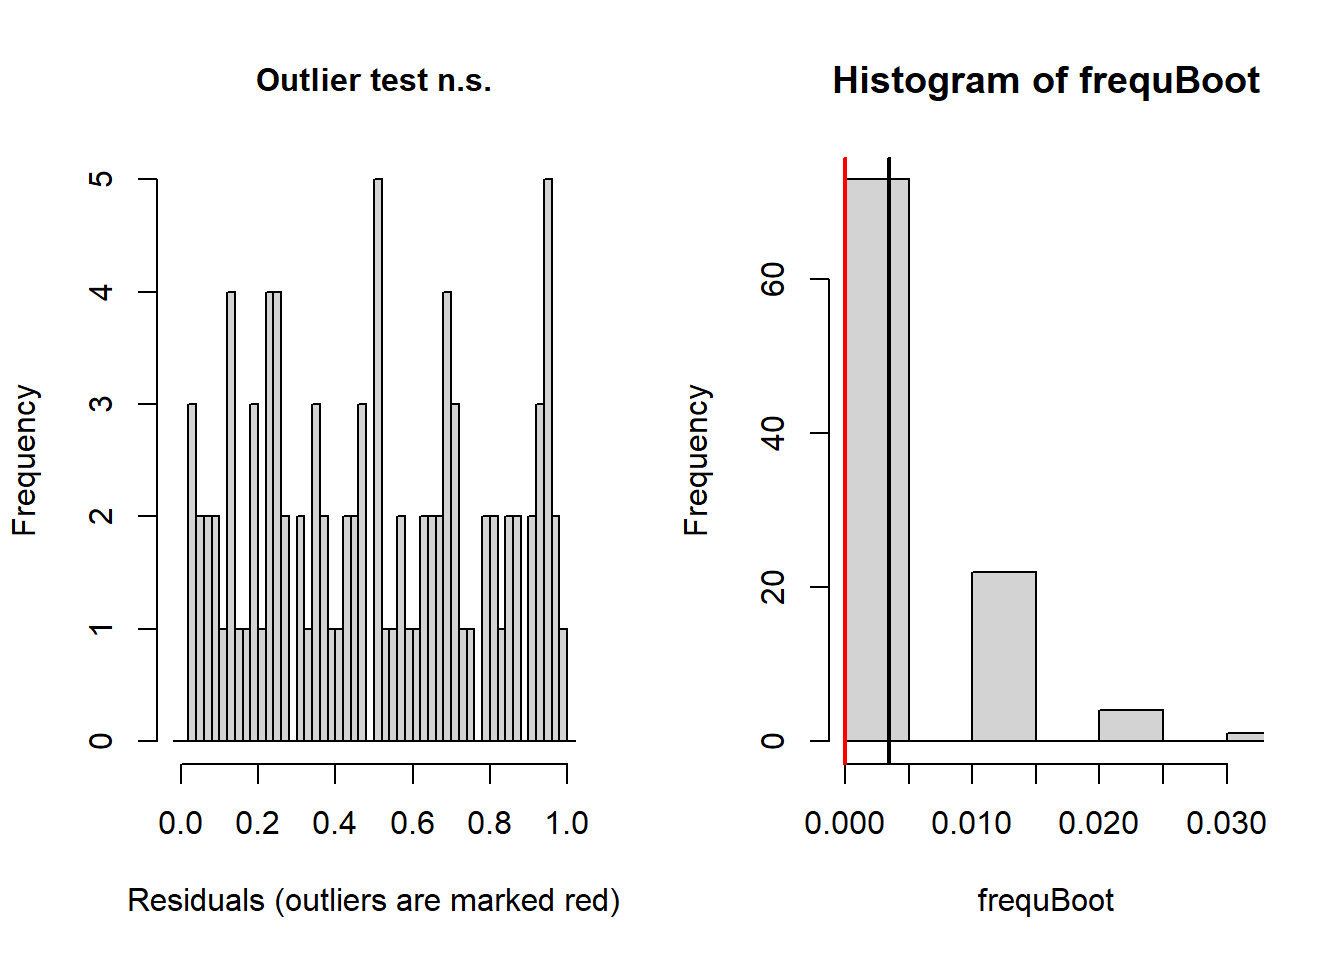 Outlier test n.s.
Frequency
5
4
3
2
1
0
0.0 0.2 0.4 0.6 0.8 1.0
Residuals (outliers are marked red)
Histogram of frequBoot
Frequency
60
40
20
0
0.000 0.010 0.020 0.030
frequBoot